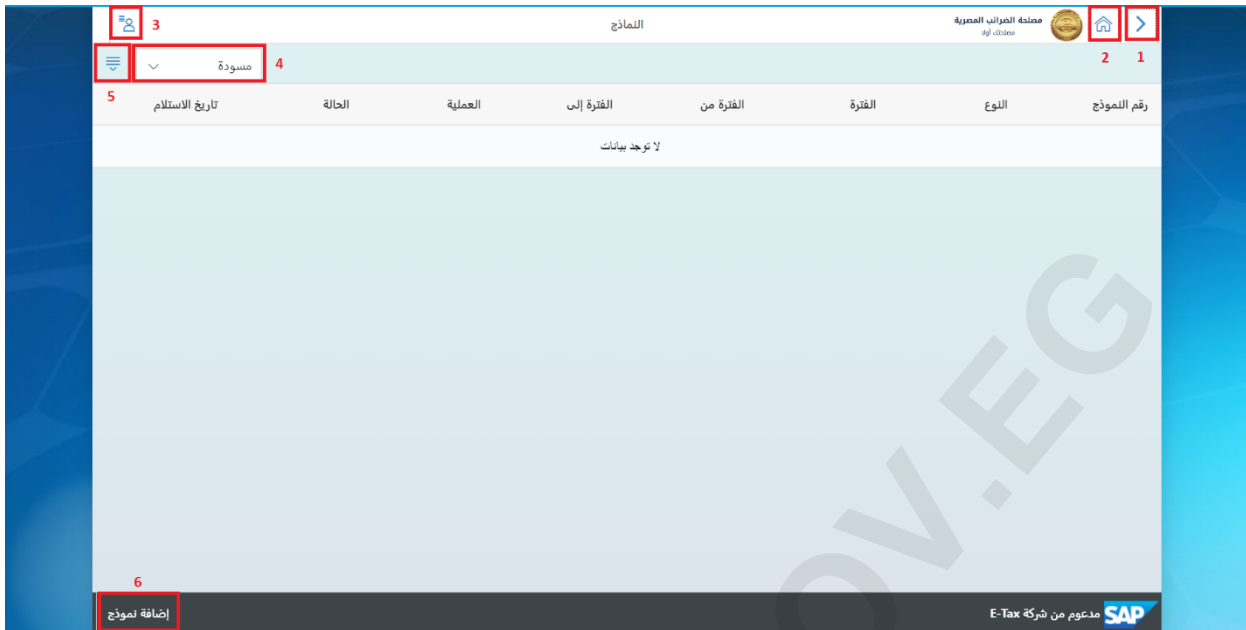 1
2
مصلحة الضرائب المصرية
مصلحتك أولا
النماذج
3
4
مسودة
5
رقم النموذج
النوع
الفترة
الفترة من
الفترة إلى
العملية
الحالة
تاريخ الاستلام
لا توجد بيانات
OV.EG
6
SAP مدعوم من شركة E-Tax
إضافة نموذج